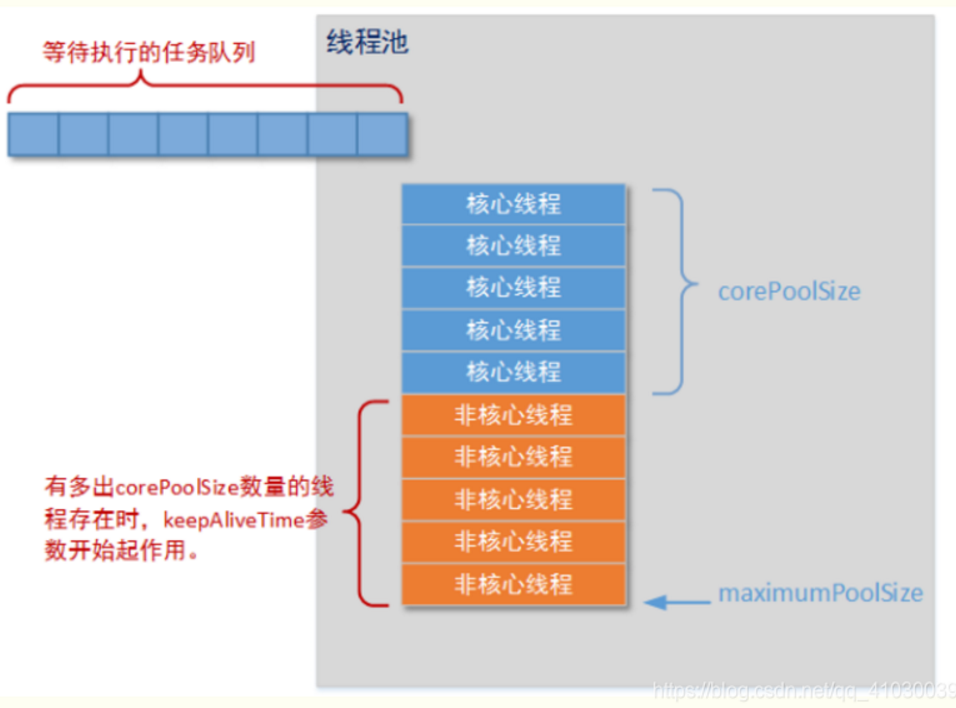 等待执行的任务队列
线程池
核心线程
核心线程
核心线程
核心线程
核心线程
corePoolSize
非核心线程
非核心线程
非核心线程
非核心线程
非核心线程
有多出corePoolSize数量的线
程存在时，keepAliveTime参
数开始起作用。
maximumPoolSize
https://blog.csdn.net/qq_41030039